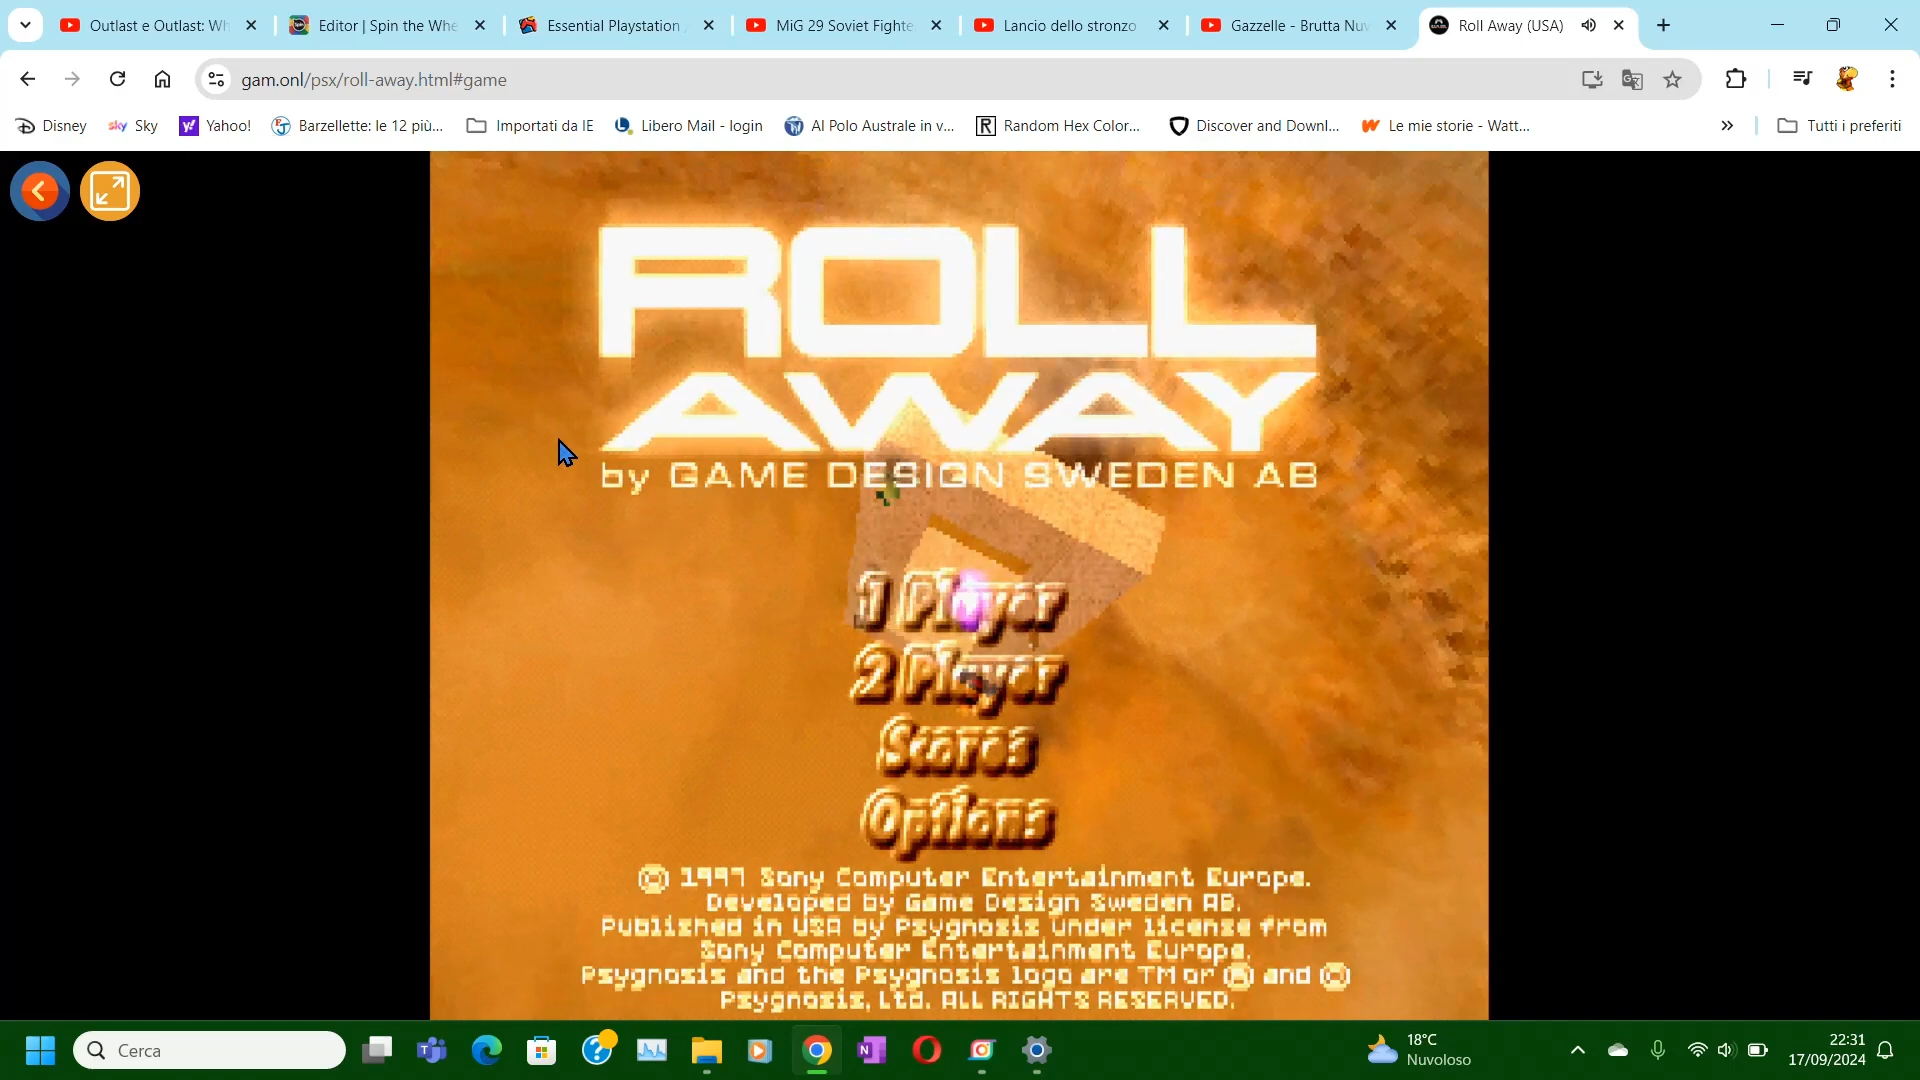 Outlast e Outlast: Wh
Editor | Spin the Whe
Essential Playstation
MiG 29 Soviet Fighte
Lancio dello stronzo
Gazzelle - Brutta Nuv
Roll Away (USA)
gam.onl/psx/roll-away.html#game
Disney
sky Sky
Yahoo!
Barzellette: le 12 più...
Importati da IE
Libero Mail - login
Al Polo Australe in v...
Random Hex Color...
Discover and Downl...
Le mie storie - Watt...
Tutti i preferiti
ROLL
AWAY
by GAME DESIGN SWEDEN AB
1 Player
2 Player
Scores
Options
© 1997 Sony Computer Entertainment Europe.
Developed by Game Design Sweden AB.
Published in USA by Psygnosis under license from
Sony Computer Entertainment Europe.
Psygnosis and the Psygnosis logo are TM or ® and ©
Psygnosis, Ltd. ALL RIGHTS RESERVED.
Cerca
18°C
Nuvoloso
22:31
17/09/2024